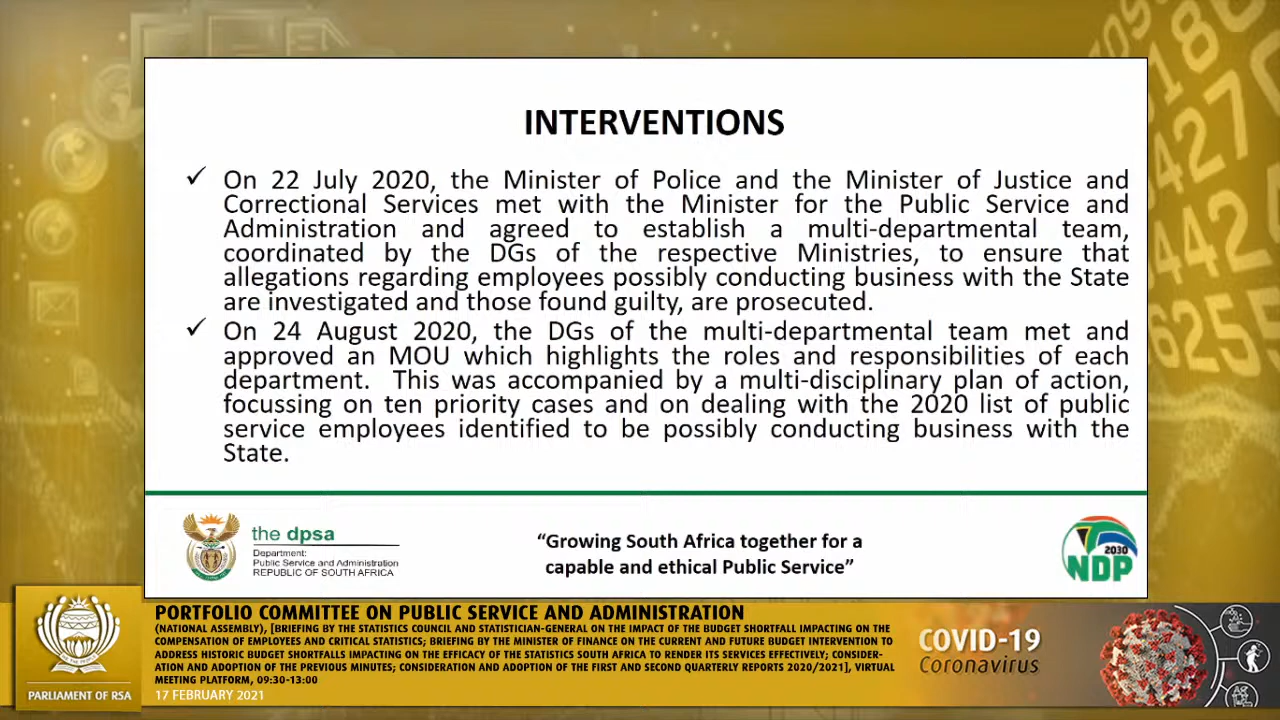 INTERVENTIONS
✓ On 22 July 2020, the Minister of Police and the Minister of Justice and
Correctional Services met with the Minister for the Public Service and
Administration and agreed to establish a multi-departmental team,
coordinated by the DGs of the respective Ministries, to ensure that
allegations regarding employees possibly conducting business with the State
are investigated and those found guilty, are prosecuted.
✓ On 24 August 2020, the DGs of the multi-departmental team met and
approved an MOU which highlights the roles and responsibilities of each
department. This was accompanied by a multi-disciplinary plan of action,
focussing on ten priority cases and on dealing with the 2020 list of public
service employees identified to be possibly conducting business with the
State.
the dpsa
Department:
Public Service and Administration
REPUBLIC OF SOUTH AFRICA
“Growing South Africa together for a
capable and ethical Public Service”
2030
NDP
PORTFOLIO COMMITTEE ON PUBLIC SERVICE AND ADMINISTRATION
(NATIONAL ASSEMBLY), [BRIEFING BY THE STATISTICS COUNCIL AND STATISTICIAN-GENERAL ON THE IMPACT OF THE BUDGET SHORTFALL IMPACTING ON THE
COMPENSATION OF EMPLOYEES AND CRITICAL STATISTICS; BRIEFING BY THE MINISTER OF FINANCE ON THE CURRENT AND FUTURE BUDGET INTERVENTION TO
ADDRESS HISTORIC BUDGET SHORTFALLS IMPACTING ON THE EFFICACY OF THE STATISTICS SOUTH AFRICA TO RENDER ITS SERVICES EFFECTIVELY; CONSIDER-
ATION AND ADOPTION OF THE PREVIOUS MINUTES; CONSIDERATION AND ADOPTION OF THE FIRST AND SECOND QUARTERLY REPORTS 2020/2021], VIRTUAL
MEETING PLATFORM, 09:30-13:00
17 FEBRUARY 2021
PARLIAMENT OF RSA
COVID-19
Coronavirus